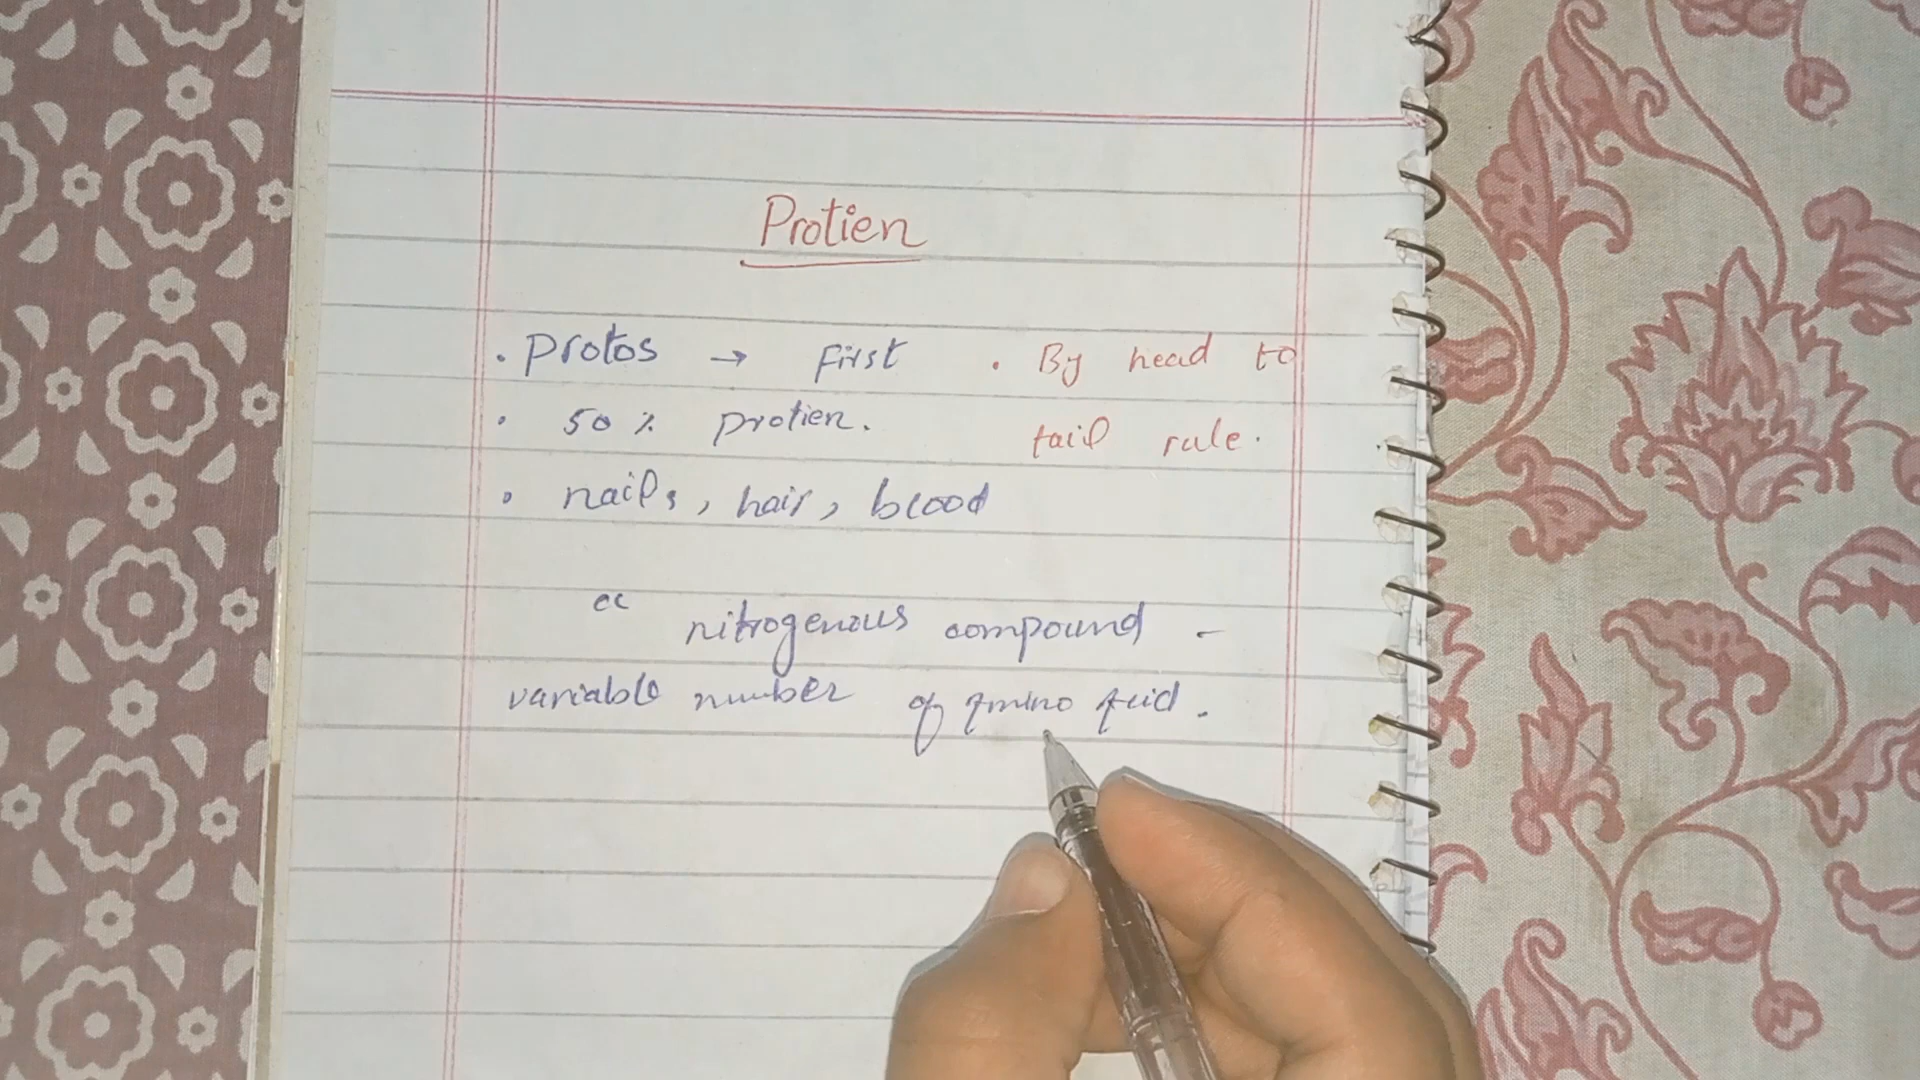 Protien
. Protos → First . By head to
. 50 % protien. tail rule.
. nails, hair, blood
“ nitrogenous compound -
variable number of Amino Acid.